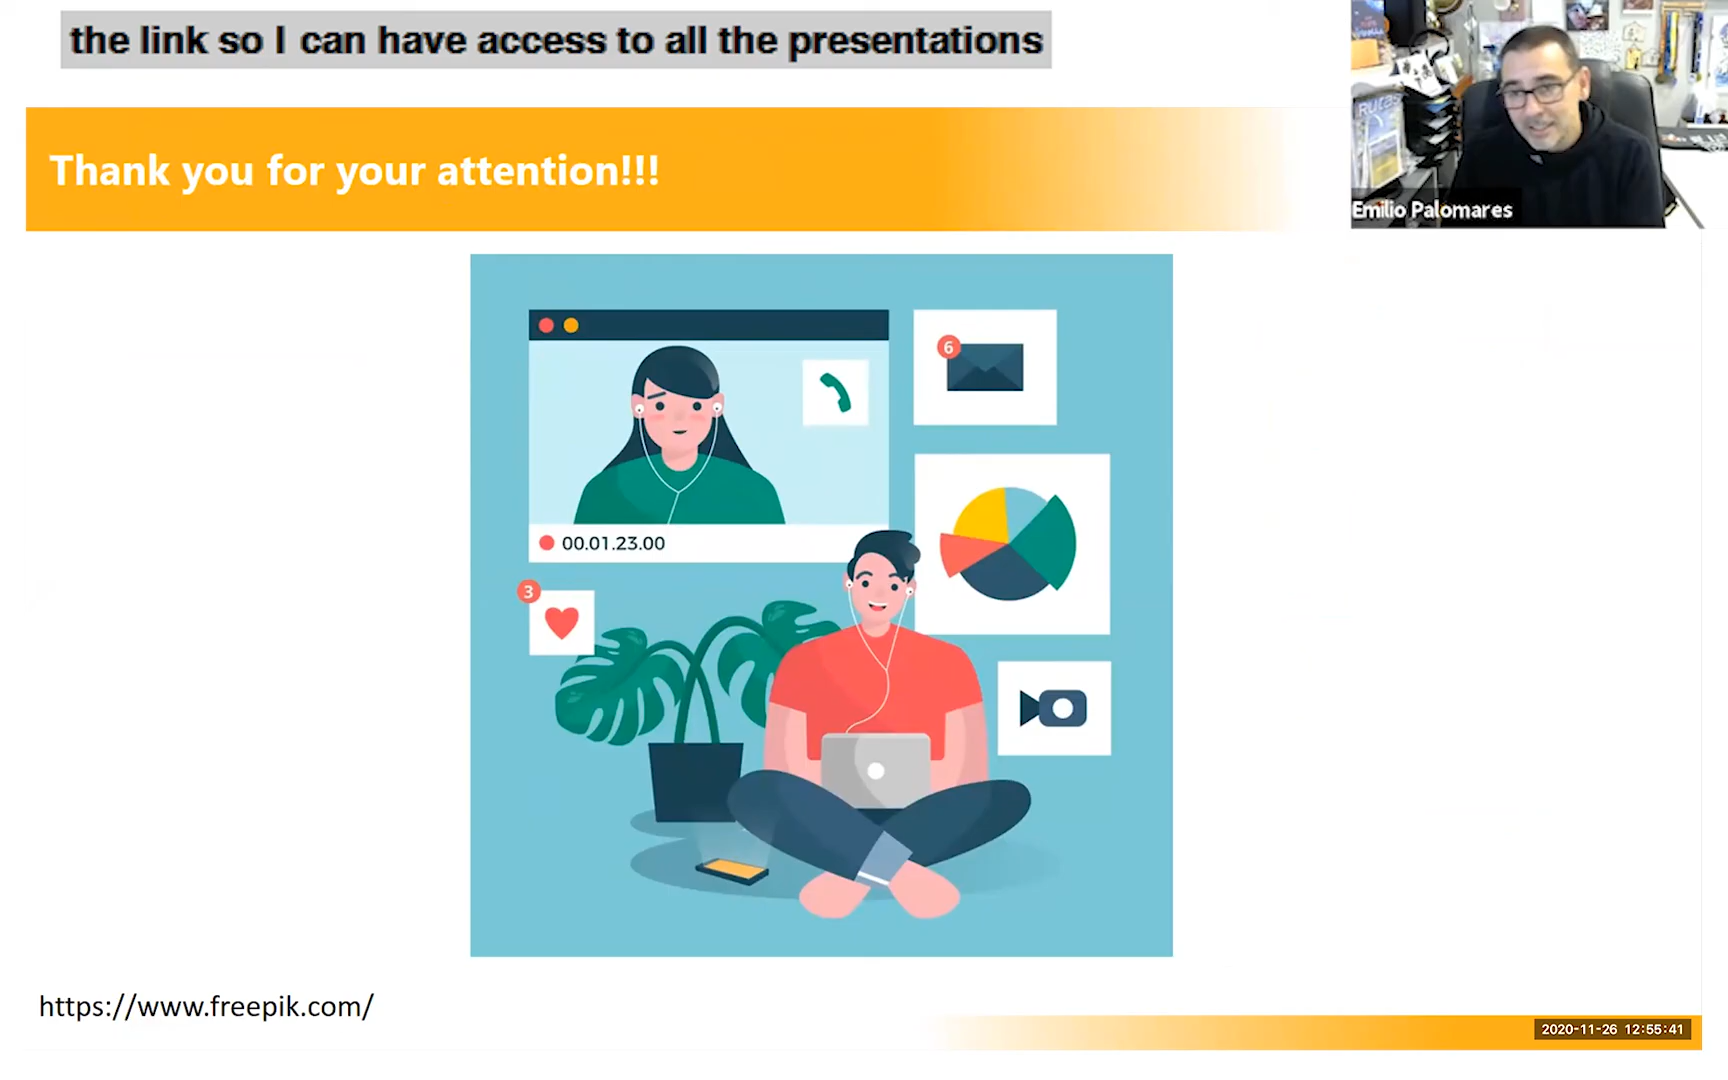 the link so I can have access to all the presentations
Thank you for your attention!!!
Rutas
Emilio Palomares
6
00.01.23.00
3
https://www.freepik.com/
2020-11-26 12:55:41